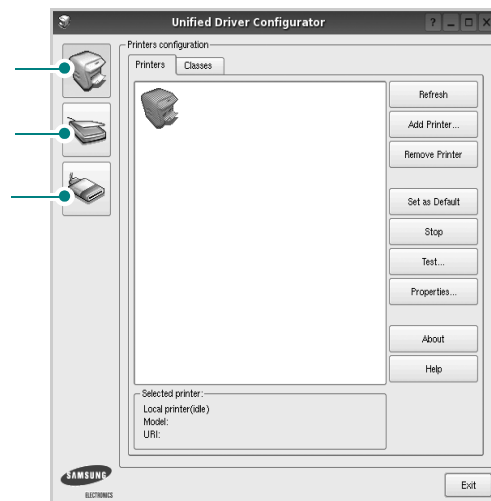 Unified Driver Configurator
Printers configuration
Printers
Classes
Refresh
Add Printer...
Remove Printer
Set as Default
Stop
Test...
Properties...
About
Help
Selected printer:
Local printer(idle)
Model:
URI:
SAMSUNG
ELECTRONICS
Exit